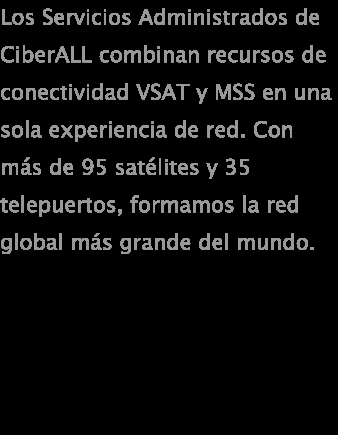 Los Servicios Administrados de
CiberALL combinan recursos de
conectividad VSAT y MSS en una
sola experiencia de red. Con
más de 95 satélites y 35
telepuertos, formamos la red
global más grande del mundo.